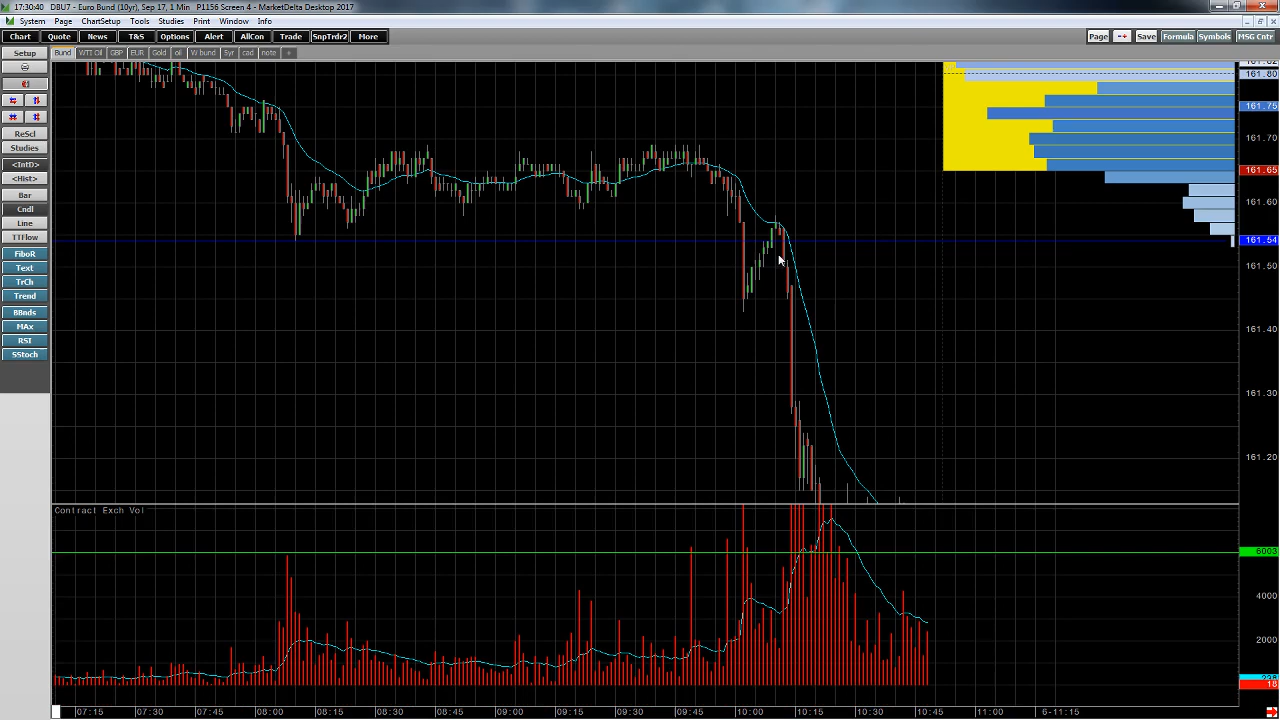 17:30:40 DBU7 - Euro Bund (10yr), Sep 17, 1 Min P1156 Screen 4 - MarketDelta Desktop 2017
System Page ChartSetup Tools Studies Print Window Info
Chart Quote News T&S Options Alert AllCon Trade SnpTrdr2 More Page -+ Save Formula Symbols MSG Cntr
Setup Bund WTI Oil GBP EUR Gold oil W bund 5yr cad note +
ReScl
Studies
<IntD>
<Hist>
Bar
Cndl
Line
TTFlow
FiboR
Text
TrCh
Trend
BBnds
MAx
RSI
SStoch
161.82
161.80
161.75
161.70
161.65
161.60
161.54
161.50
161.40
161.30
161.20
Contract Exch Vol
6003
4000
2000
238
18
07:15 07:30 07:45 08:00 08:15 08:30 08:45 09:00 09:15 09:30 09:45 10:00 10:15 10:30 10:45 11:00 6-11:15